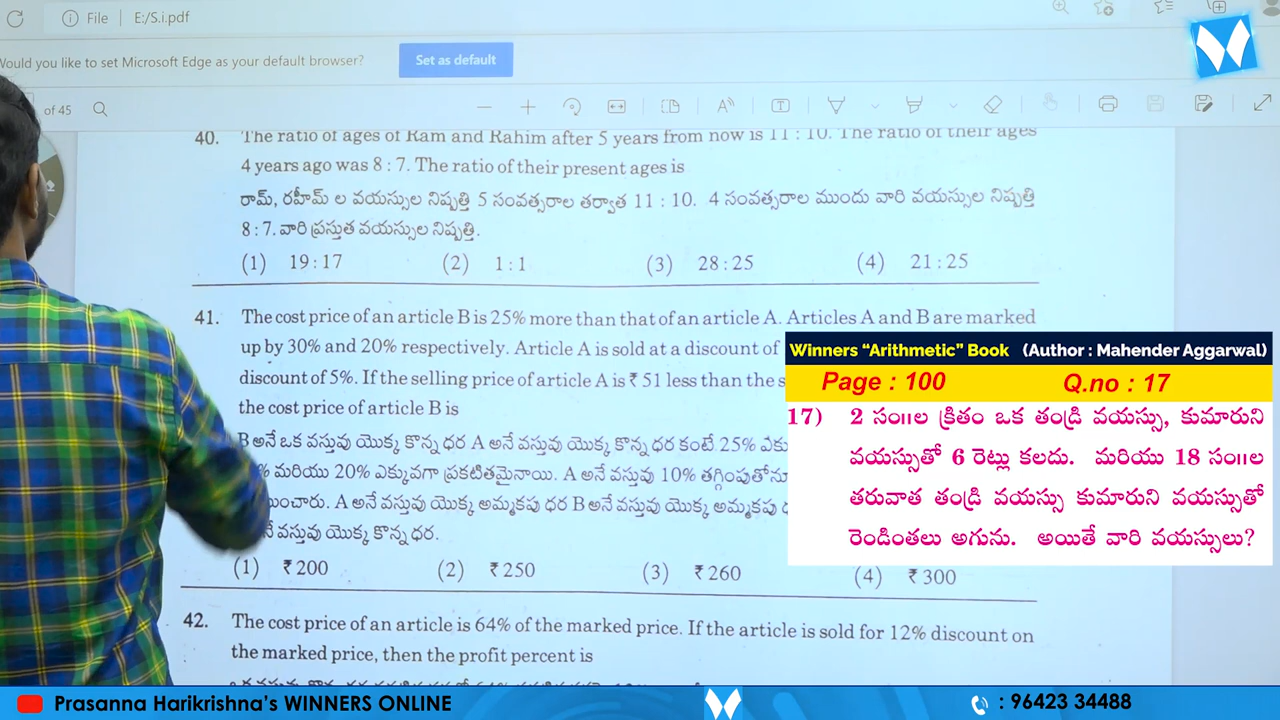 File
E:/S.i.pdf
Would you like to set Microsoft Edge as your default browser?
Set as default
of 45
40. The ratio of ages of Ram and Rahim after 5 years from now is 11 : 10. The ratio of their ages
4 years ago was 8 : 7. The ratio of their present ages is
రామ్, రహీమ్ ల వయస్సుల నిష్పత్తి 5 సంవత్సరాల తర్వాత 11 : 10. 4 సంవత్సరాల ముందు వారి వయస్సుల నిష్పత్తి
8 : 7. వారి ప్రస్తుత వయస్సుల నిష్పత్తి.
(1) 19 : 17 (2) 1 : 1 (3) 28 : 25 (4) 21 : 25
41. The cost price of an article B is 25% more than that of an article A. Articles A and B are marked
up by 30% and 20% respectively. Article A is sold at a discount of
discount of 5%. If the selling price of article A is ₹ 51 less than the s
the cost price of article B is
B అనే ఒక వస్తువు యొక్క కొన్న ధర A అనే వస్తువు యొక్క కొన్న ధర కంటే 25% ఎక్కు
% మరియు 20% ఎక్కువగా ప్రకటితమైనాయి. A అనే వస్తువు 10% తగ్గింపుతోనూ
. A అనే వస్తువు యొక్క అమ్మకపు ధర B అనే వస్తువు యొక్క అమ్మకపు
వస్తువు యొక్క కొన్న ధర.
(1) ₹ 200 (2) ₹ 250 (3) ₹ 260 (4) ₹ 300
42. The cost price of an article is 64% of the marked price. If the article is sold for 12% discount on
the marked price, then the profit percent is
Winners “Arithmetic” Book (Author : Mahender Aggarwal)
Page : 100 Q.no : 17
17) 2 సం॥ల క్రితం ఒక తండ్రి వయస్సు, కుమారుని
వయస్సుతో 6 రెట్లు కలదు. మరియు 18 సం॥ల
తరువాత తండ్రి వయస్సు కుమారుని వయస్సుతో
రెండింతలు అగును. అయితే వారి వయస్సులు?
Prasanna Harikrishna's WINNERS ONLINE
: 96423 34488